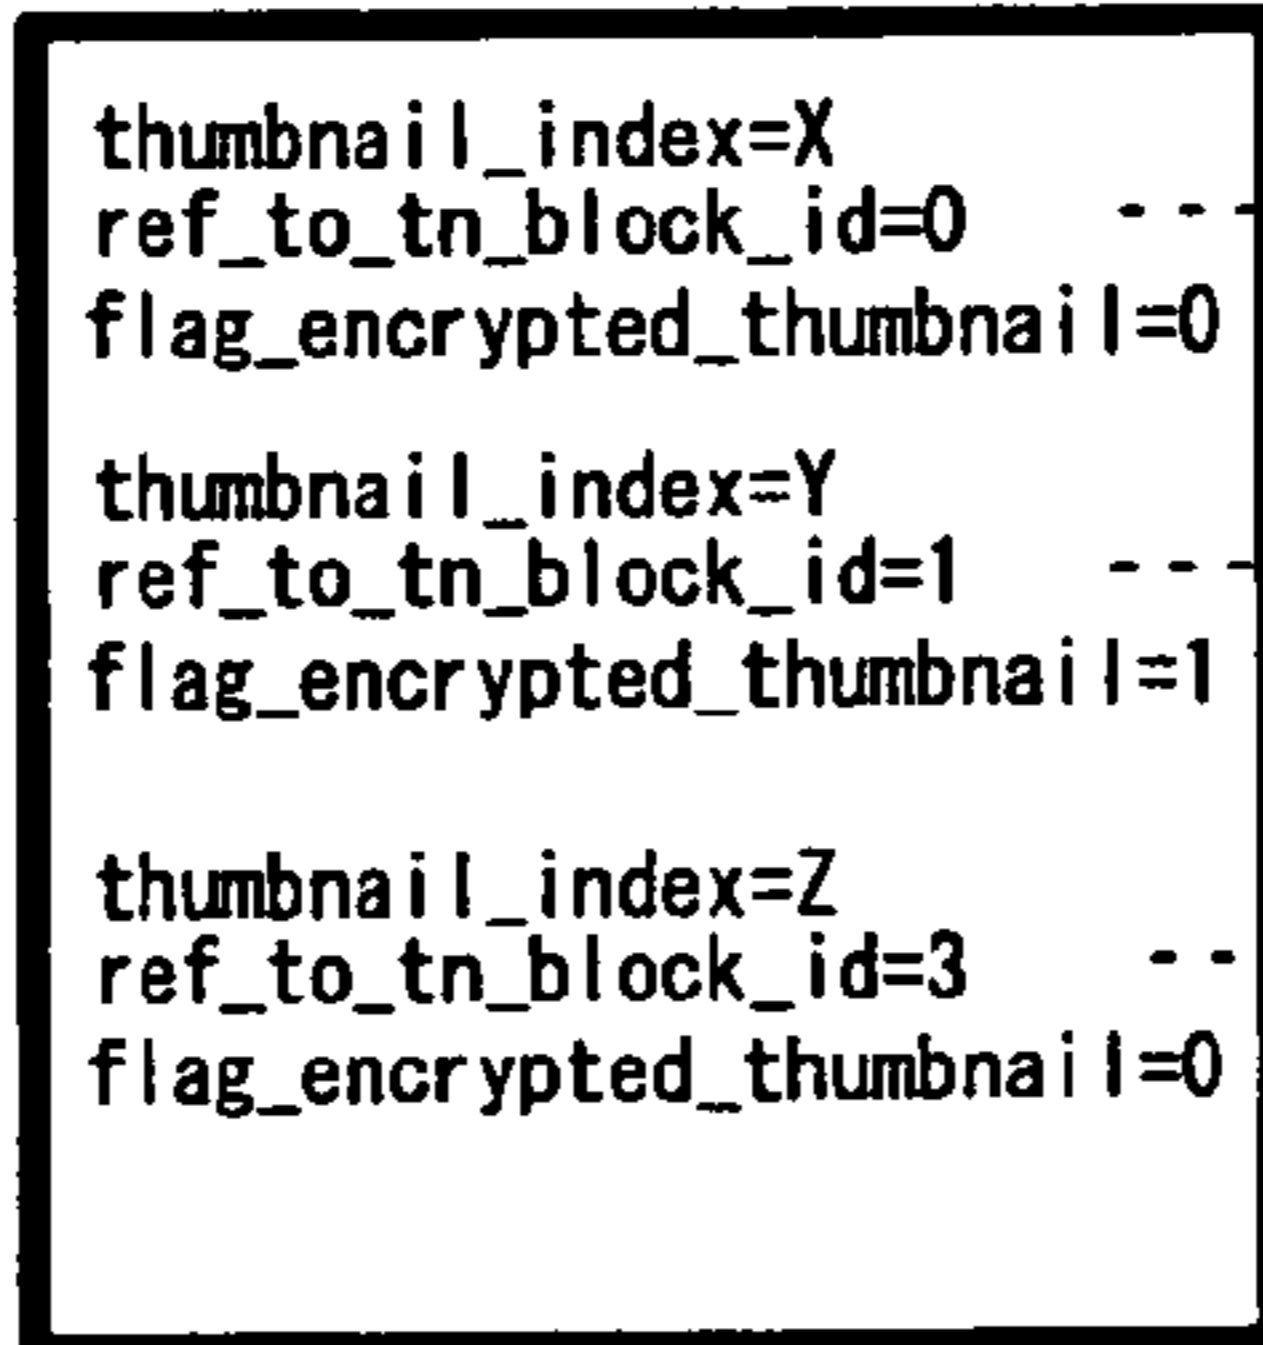 thumbnail_index=X
ref_to_tn_block_id=0 ---
flag_encrypted_thumbnail=0
thumbnail_index=Y
ref_to_tn_block_id=1 ---
flag_encrypted_thumbnail=1
thumbnail_index=Z
ref_to_tn_block_id=3 --
flag_encrypted_thumbnail=0